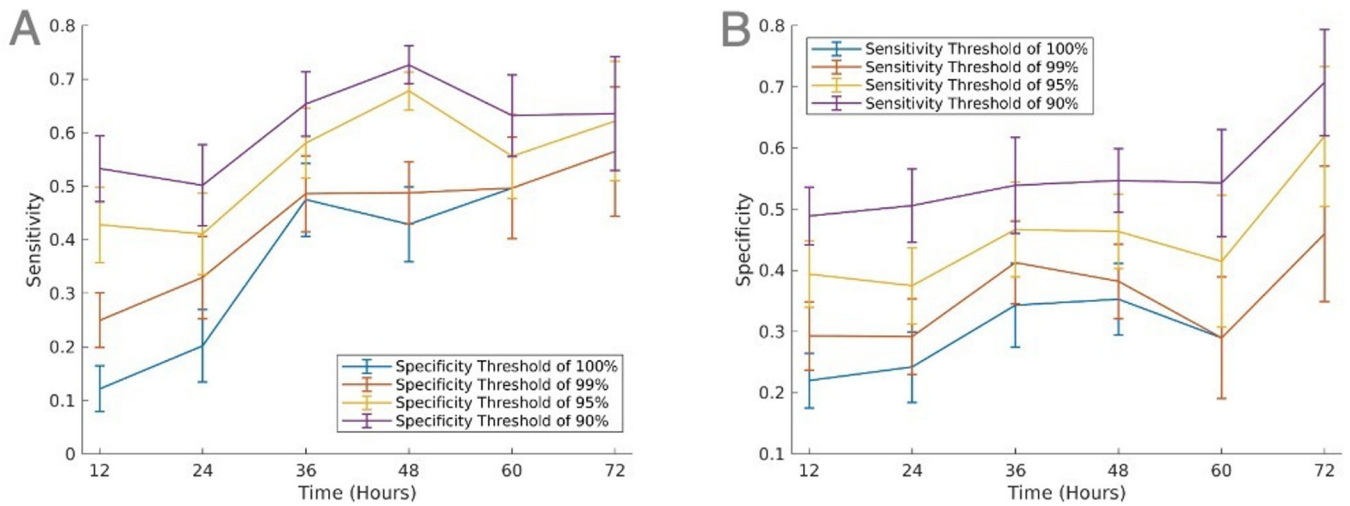 A
0.8
0.7
0.6
0.5
0.4
0.3
0.2
0.1
0
Sensitivity
12 24 36 48 60 72
Time (Hours)
Specificity Threshold of 100%
Specificity Threshold of 99%
Specificity Threshold of 95%
Specificity Threshold of 90%
B
0.8
0.7
0.6
0.5
0.4
0.3
0.2
0.1
Specificity
12 24 36 48 60 72
Time (Hours)
Sensitivity Threshold of 100%
Sensitivity Threshold of 99%
Sensitivity Threshold of 95%
Sensitivity Threshold of 90%